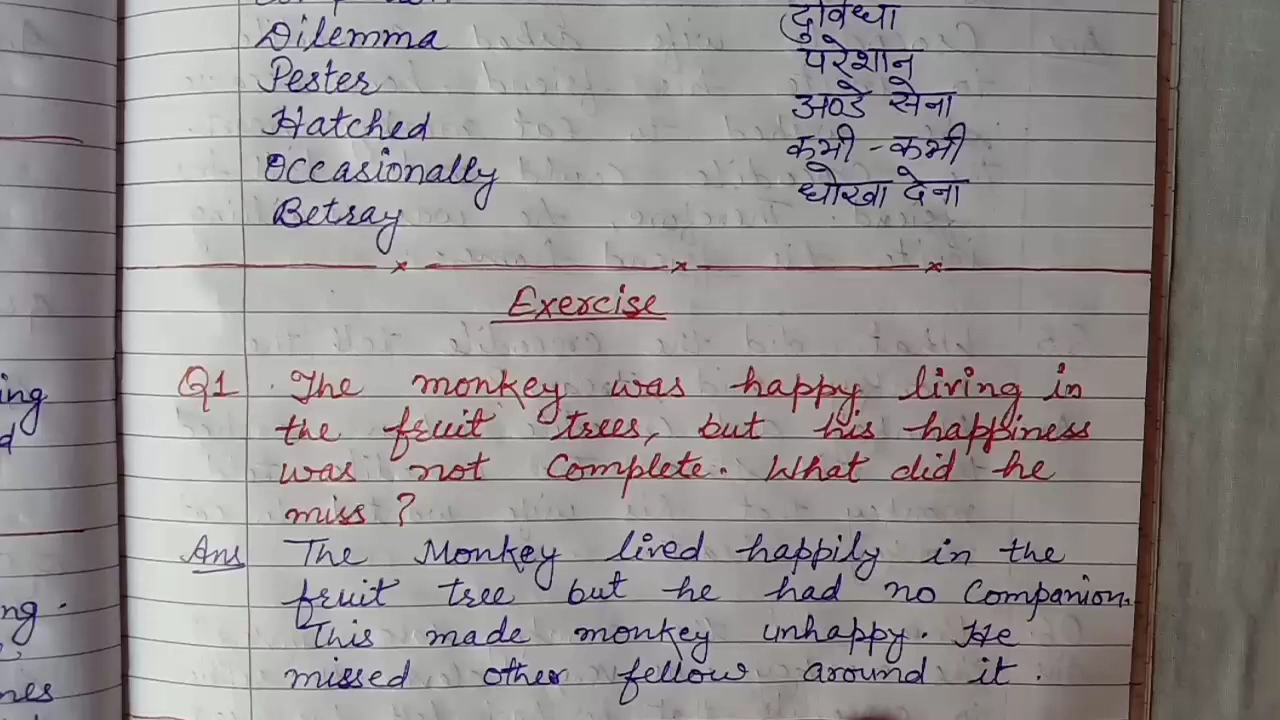 Dilemma दुविधा
Pester परेशान
Hatched अण्डे सेना
Occasionally कभी - कभी
Betray धोखा देना
Exercise
Q1 . The monkey was happy living in
the fruit trees, but his happiness
was not complete. What did he
miss ?
Ans The Monkey lived happily in the
fruit tree but he had no companion.
This made monkey unhappy. He
missed other fellow around it .